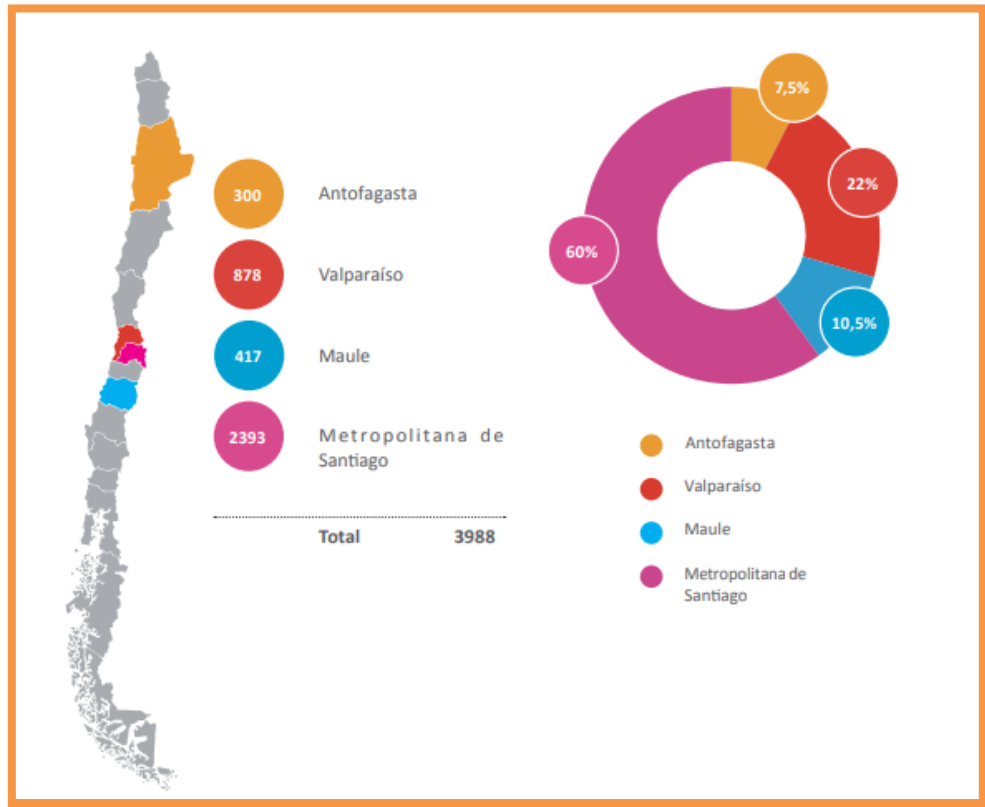 300 Antofagasta
878 Valparaíso
417 Maule
2393 Metropolitana de
Santiago
Total 3988
7,5%
22%
60%
10,5%
Antofagasta
Valparaíso
Maule
Metropolitana de
Santiago